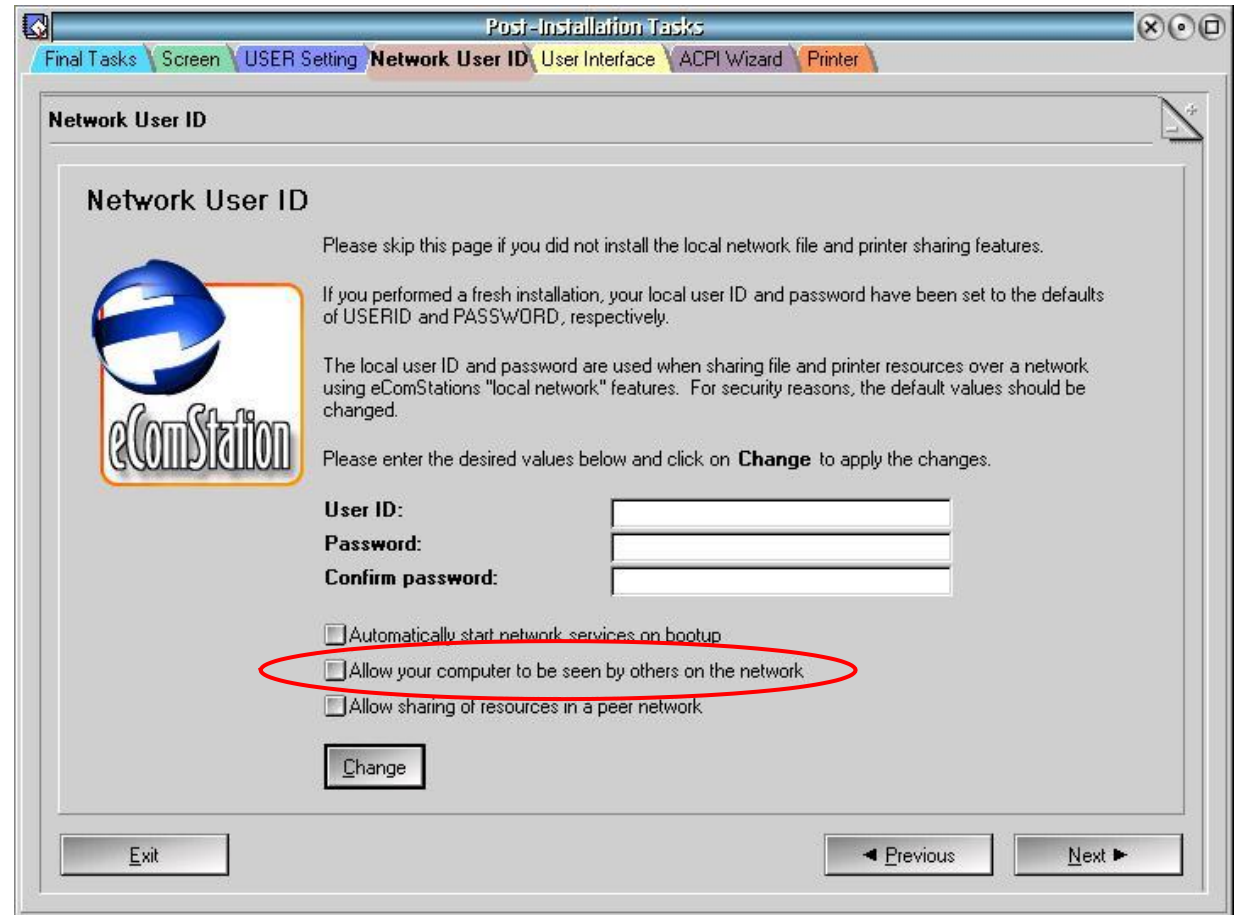 Post-Installation Tasks
Final Tasks Screen USER Setting Network User ID User Interface ACPI Wizard Printer
Network User ID
Network User ID
Please skip this page if you did not install the local network file and printer sharing features.
If you performed a fresh installation, your local user ID and password have been set to the defaults
of USERID and PASSWORD, respectively.
The local user ID and password are used when sharing file and printer resources over a network
using eComStations "local network" features. For security reasons, the default values should be
changed.
eComStation
Please enter the desired values below and click on Change to apply the changes.
User ID:
Password:
Confirm password:
Automatically start network services on bootup
Allow your computer to be seen by others on the network
Allow sharing of resources in a peer network
Change
Exit ◄ Previous Next ►